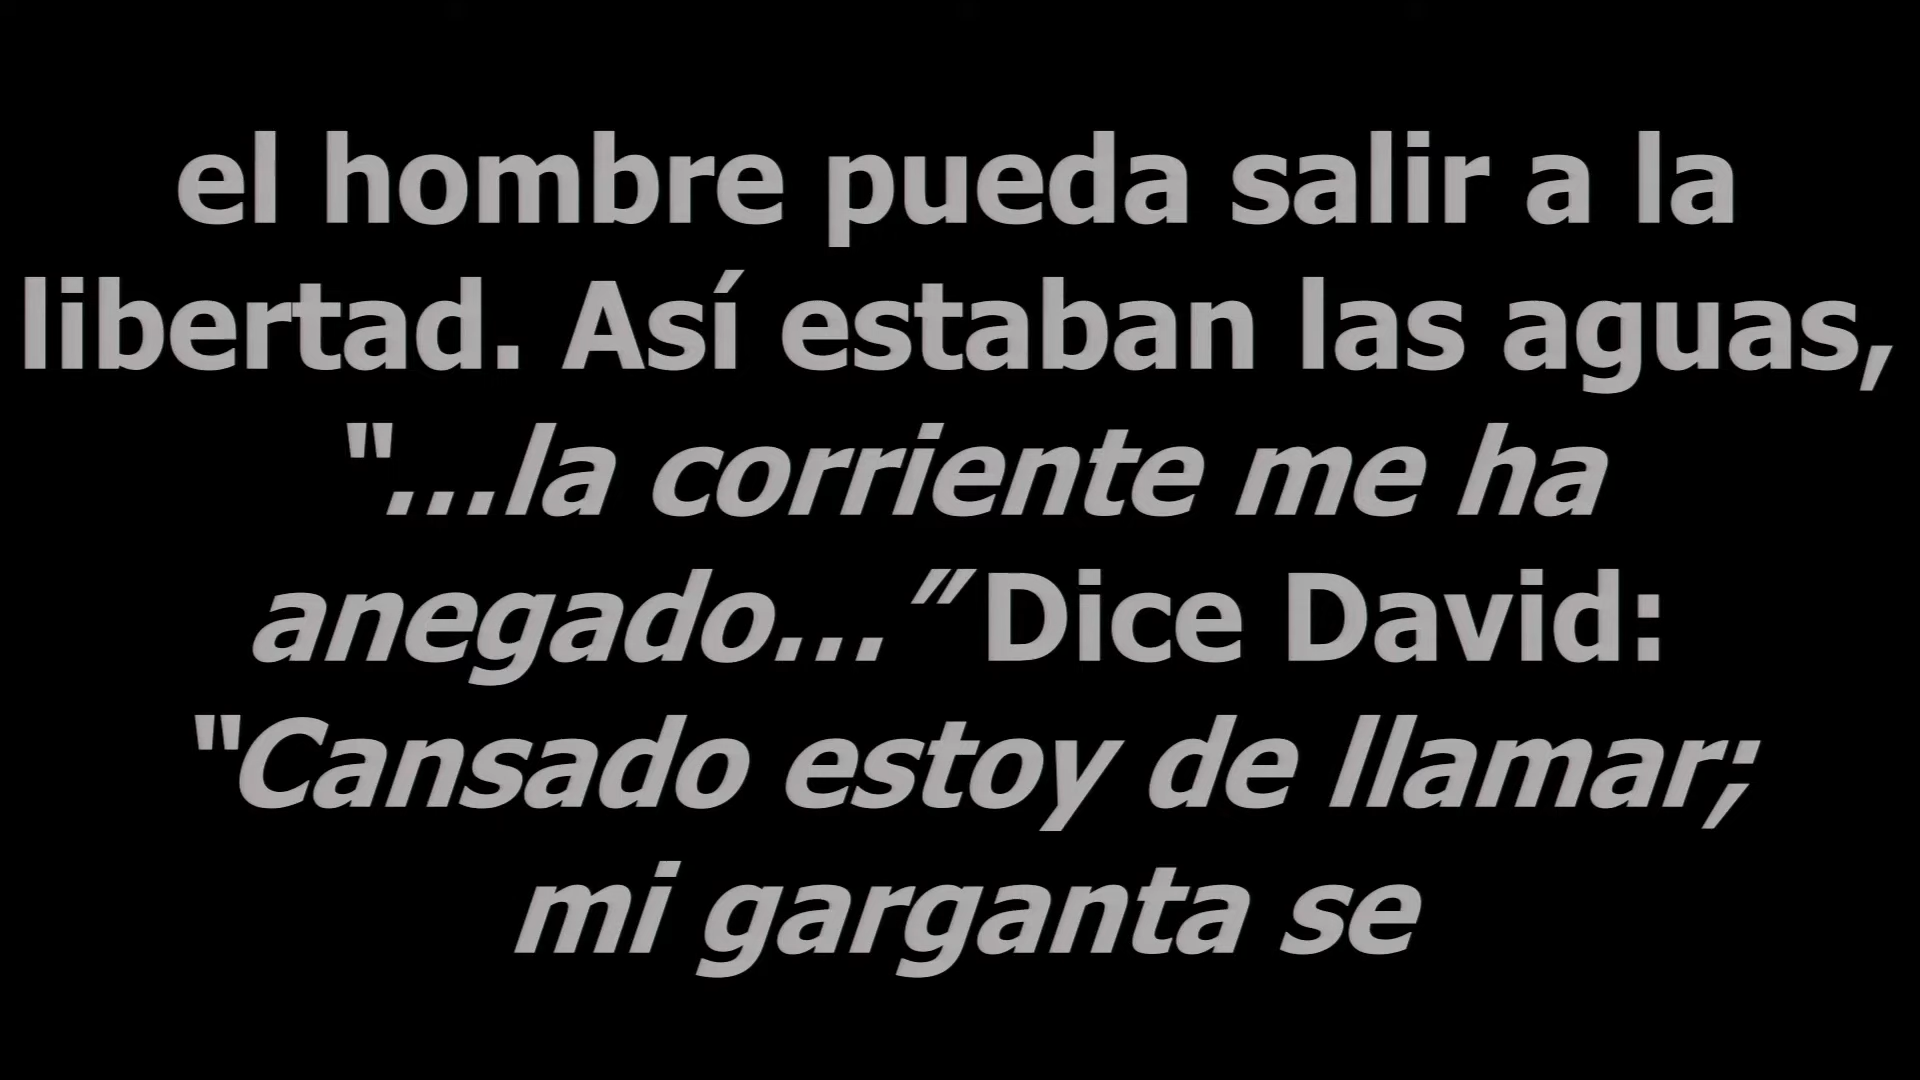 el hombre pueda salir a la
libertad. Así estaban las aguas,
"...la corriente me ha
anegado..." Dice David:
"Cansado estoy de llamar;
mi garganta se